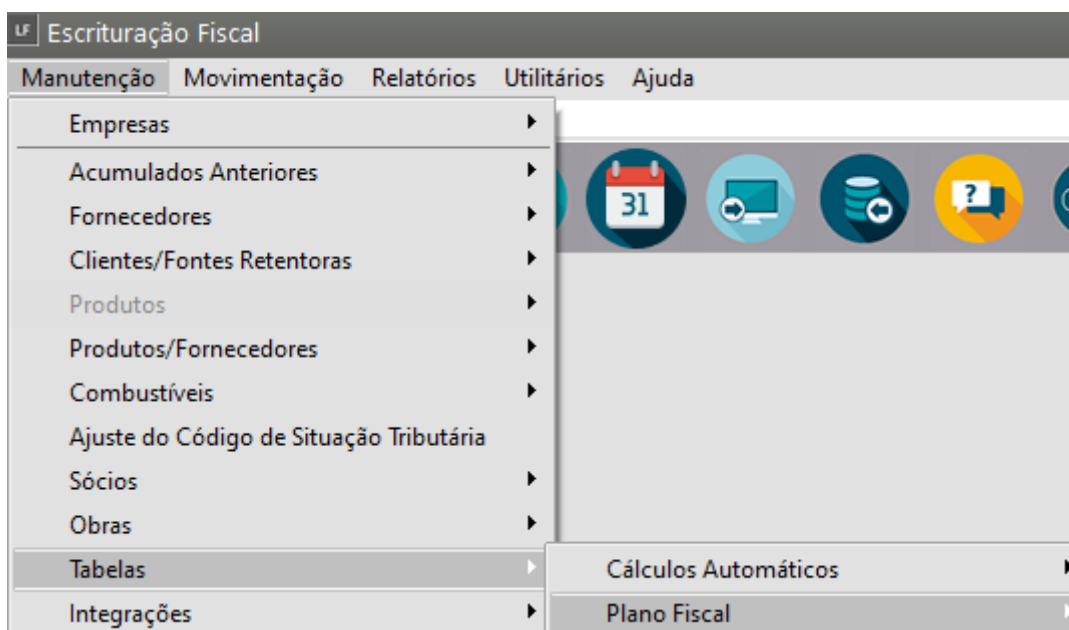 LF Escrituração Fiscal
Manutenção Movimentação Relatórios Utilitários Ajuda
Empresas
Acumulados Anteriores
Fornecedores
31
?
Clientes/Fontes Retentoras
Produtos
Produtos/Fornecedores
Combustíveis
Ajuste do Código de Situação Tributária
Sócios
Obras
Tabelas
Cálculos Automáticos
Integrações
Plano Fiscal